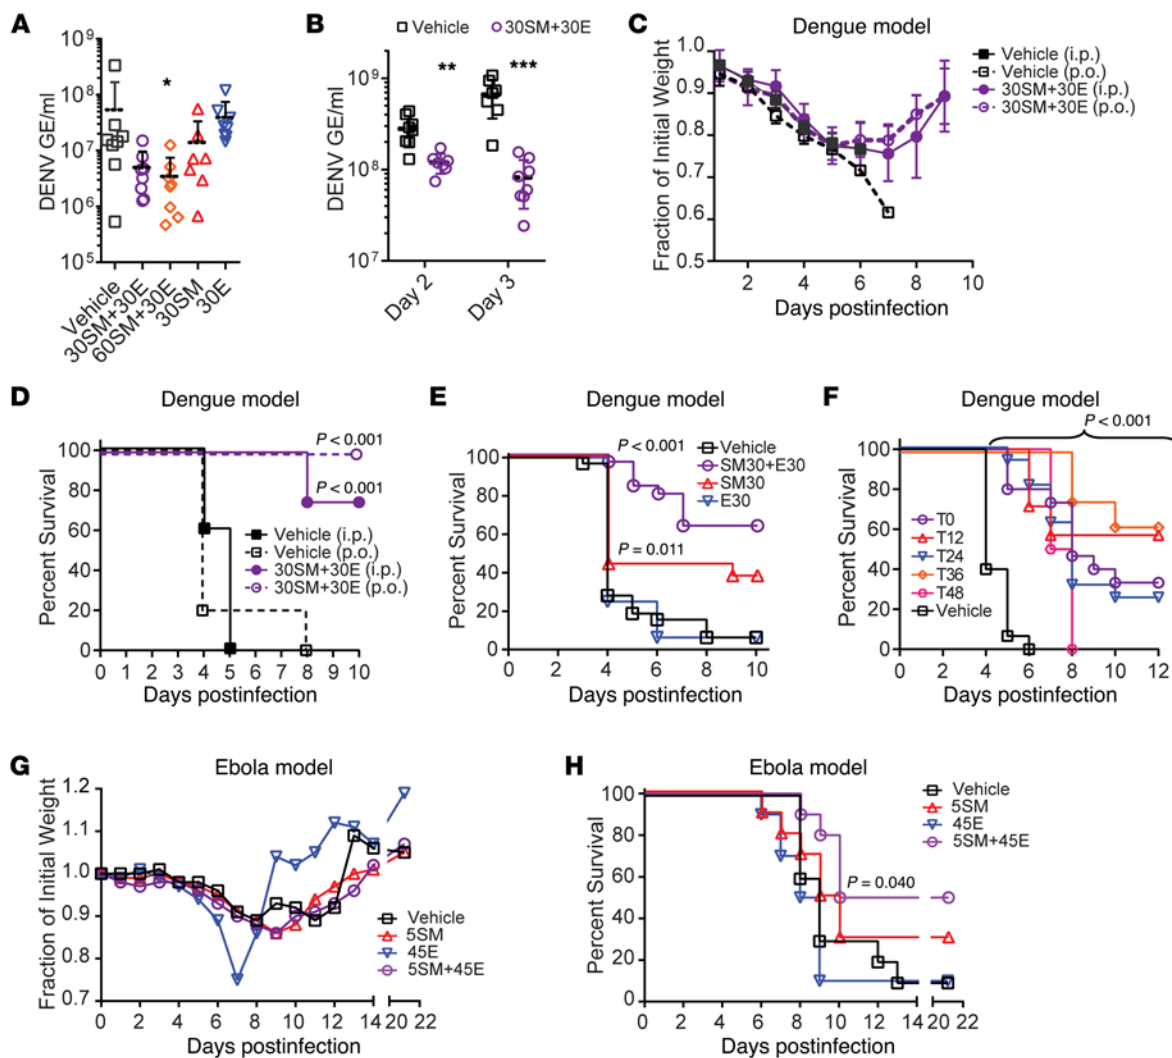 A
DENV GE/ml
10⁹
10⁸
10⁷
10⁶
10⁵
*
Vehicle
30SM+30E
60SM+30E
30SM
30E
B
Vehicle
30SM+30E
DENV GE/ml
10⁹
10⁸
10⁷
**
***
Day 2
Day 3
C
Dengue model
Fraction of Initial Weight
1.0
0.9
0.8
0.7
0.6
0.5
2
4
6
8
10
Days postinfection
Vehicle (i.p.)
Vehicle (p.o.)
30SM+30E (i.p.)
30SM+30E (p.o.)
D
Dengue model
Percent Survival
100
80
60
40
20
0
P < 0.001
P < 0.001
Vehicle (i.p.)
Vehicle (p.o.)
30SM+30E (i.p.)
30SM+30E (p.o.)
0 1 2 3 4 5 6 7 8 9 10
Days postinfection
E
Dengue model
Percent Survival
100
80
60
40
20
0
P < 0.001
P = 0.011
Vehicle
SM30+E30
SM30
E30
0 2 4 6 8 10
Days postinfection
F
Dengue model
P < 0.001
Percent Survival
100
80
60
40
20
0
T0
T12
T24
T36
T48
Vehicle
0 2 4 6 8 10 12
Days postinfection
G
Ebola model
Fraction of Initial Weight
1.2
1.1
1.0
0.9
0.8
0.7
Vehicle
5SM
45E
5SM+45E
0 2 4 6 8 10 12 14 20 22
Days postinfection
H
Ebola model
Percent Survival
100
80
60
40
20
0
Vehicle
5SM
45E
5SM+45E
P = 0.040
0 2 4 6 8 10 12 14 20 22
Days postinfection